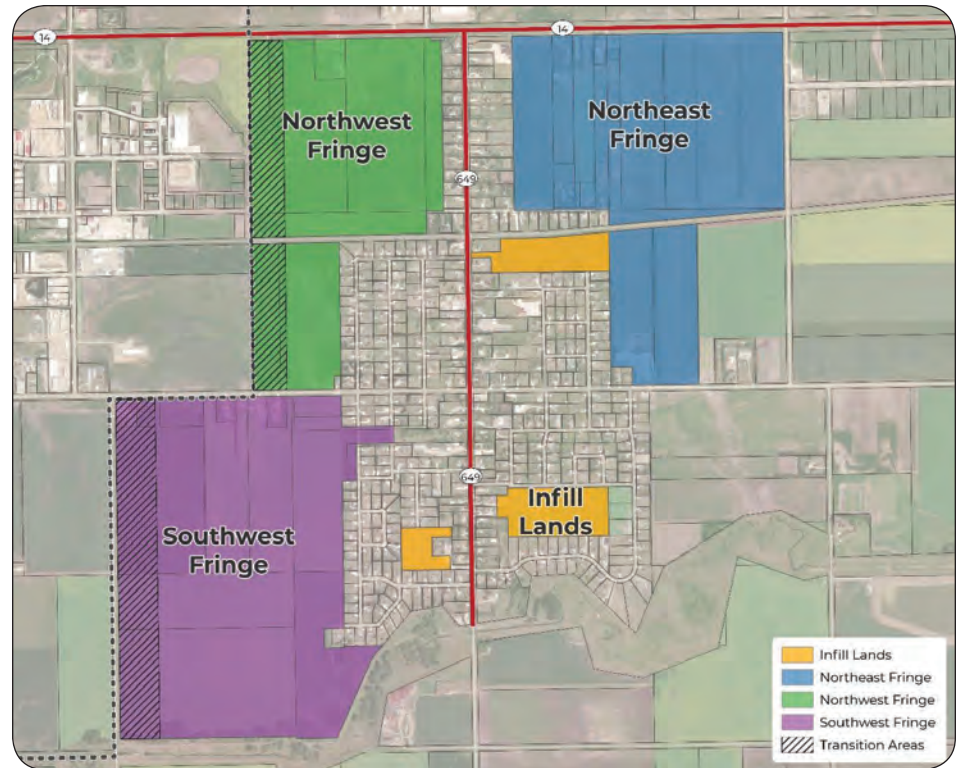 14
14
Northwest
Fringe
Northeast
Fringe
649
649
Infill
Lands
Southwest
Fringe
Infill Lands
Northeast Fringe
Northwest Fringe
Southwest Fringe
Transition Areas